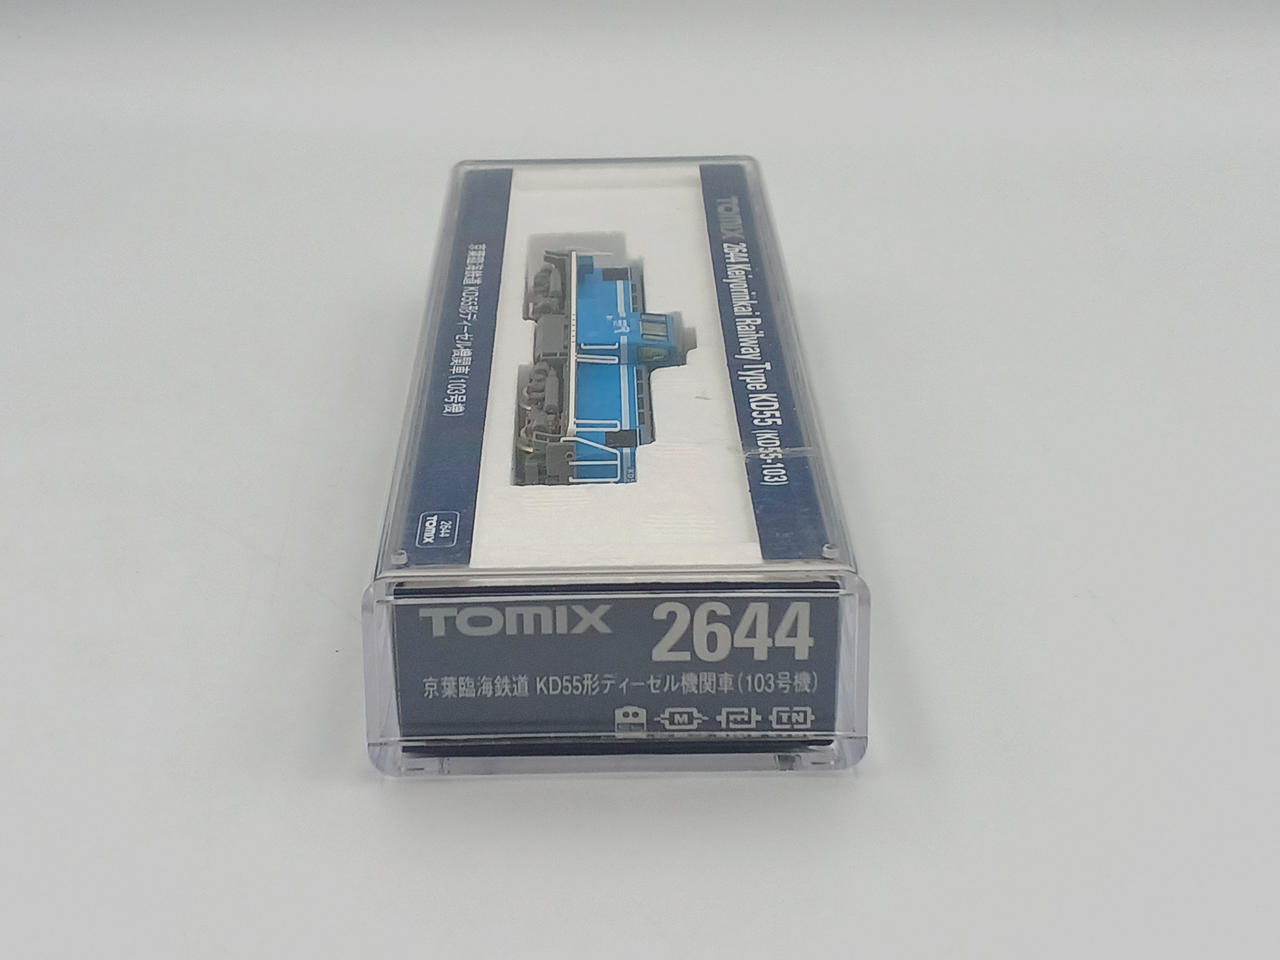 TOMIX 2644 Keiyorinkai Railway Type KD55 (KD55-103)
京葉臨海鉄道 KD55形ディーゼル機関車(103号機)
2644
TOMIX
TOMIX 2644
京葉臨海鉄道 KD55形ディーゼル機関車(103号機)
M
TN